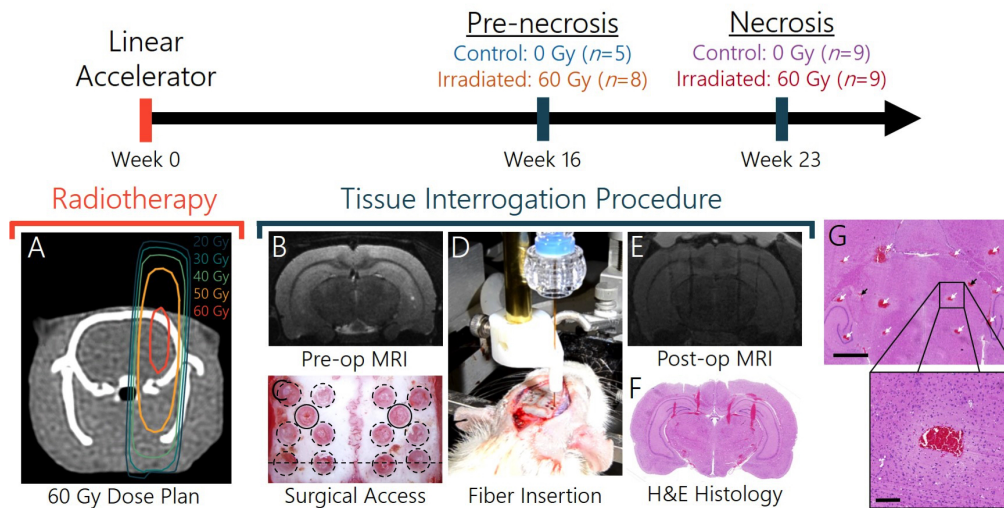 Linear
Accelerator
Pre-necrosis
Control: 0 Gy (n=5)
Irradiated: 60 Gy (n=8)
Necrosis
Control: 0 Gy (n=9)
Irradiated: 60 Gy (n=9)
Week 0
Week 16
Week 23
Radiotherapy
Tissue Interrogation Procedure
A
20 Gy
30 Gy
40 Gy
50 Gy
60 Gy
60 Gy Dose Plan
B
Pre-op MRI
C
Surgical Access
D
Fiber Insertion
E
Post-op MRI
F
H&E Histology
G